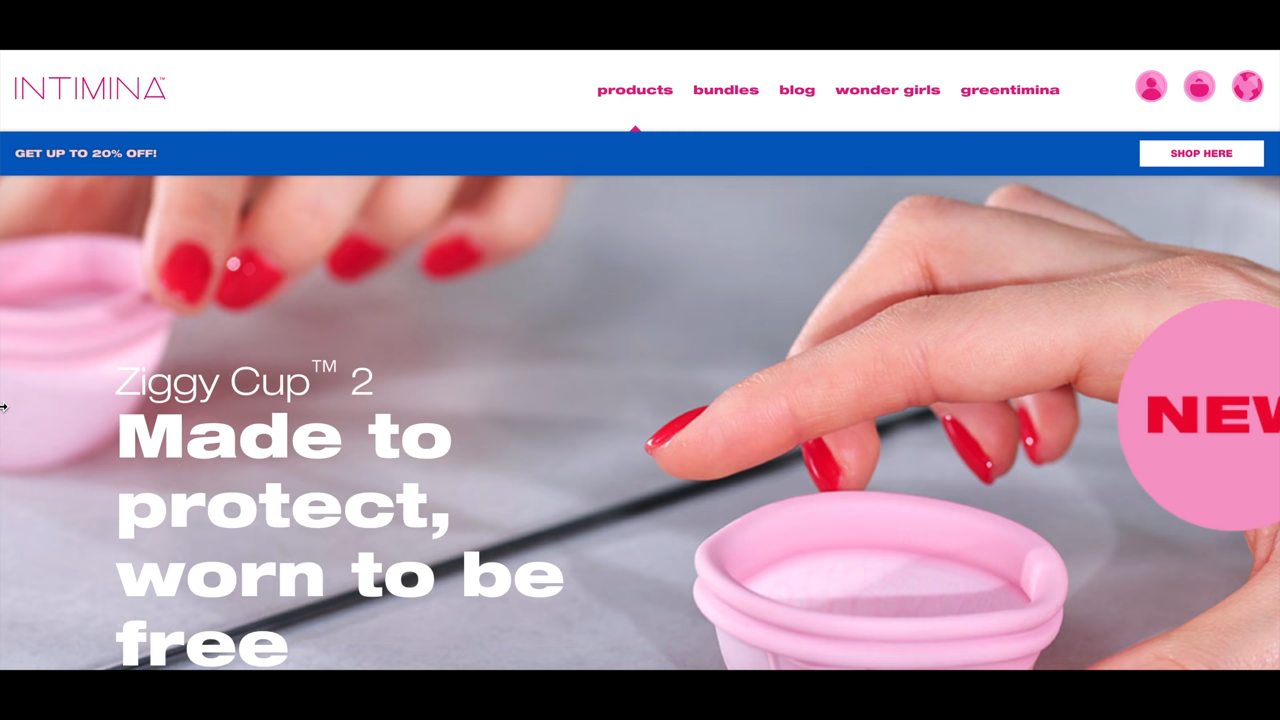 INTIMINA™
products bundles blog wonder girls greentimina
GET UP TO 20% OFF!
SHOP HERE
Ziggy Cup™ 2
Made to
protect,
worn to be
free